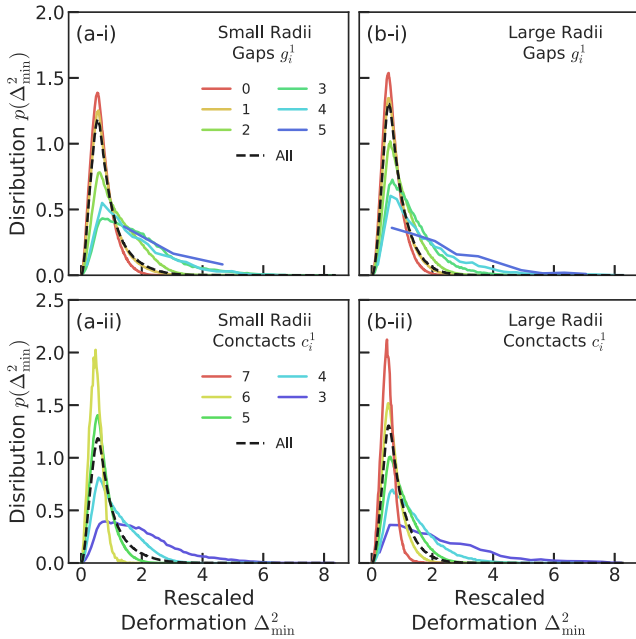 (a-i)
Small Radii
Gaps $g_i^1$
0
1
2
3
4
5
All
Disribution $p(\Delta^2_{\min})$
2.0
1.5
1.0
0.5
0.0
(b-i)
Large Radii
Gaps $g_i^1$
(a-ii)
Small Radii
Conctacts $c_i^1$
7
6
5
4
3
All
Disribution $p(\Delta^2_{\min})$
2.5
2.0
1.5
1.0
0.5
0.0
0 2 4 6 8
Rescaled
Deformation $\Delta^2_{\min}$
(b-ii)
Large Radii
Conctacts $c_i^1$
0 2 4 6 8
Rescaled
Deformation $\Delta^2_{\min}$